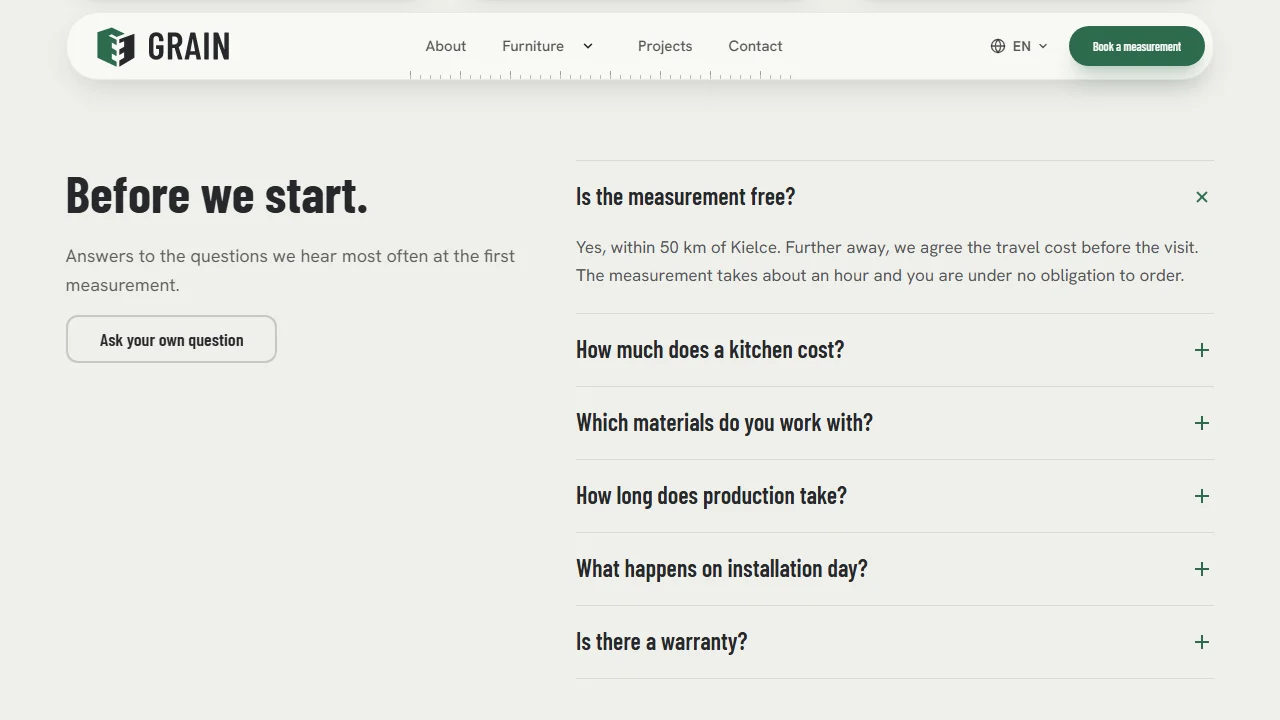 GRAIN
About
Furniture
Projects
Contact
EN
Book a measurement
Before we start.
Answers to the questions we hear most often at the first
measurement.
Ask your own question
Is the measurement free?
Yes, within 50 km of Kielce. Further away, we agree the travel cost before the visit.
The measurement takes about an hour and you are under no obligation to order.
How much does a kitchen cost?
Which materials do you work with?
How long does production take?
What happens on installation day?
Is there a warranty?